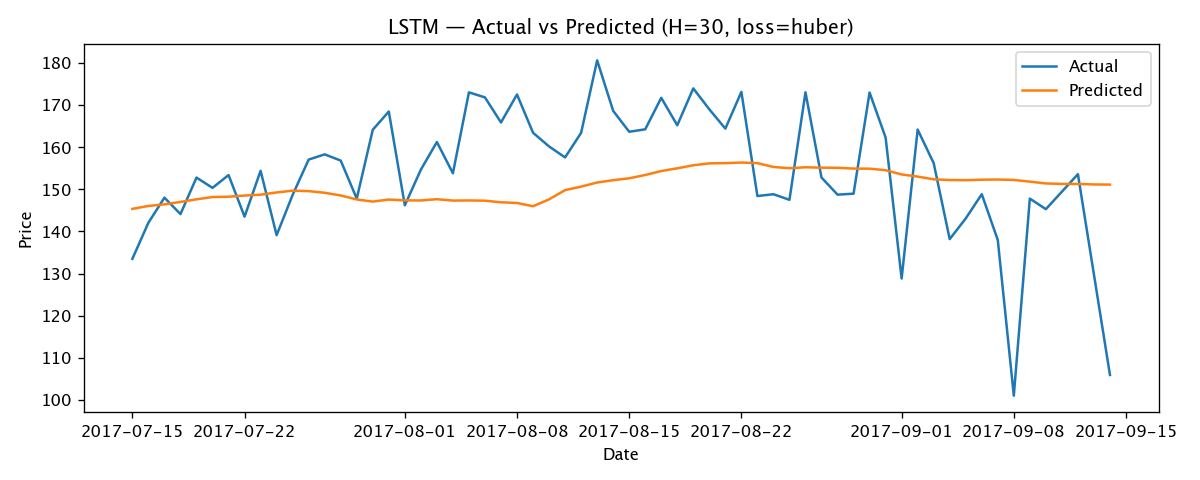 LSTM — Actual vs Predicted (H=30, loss=huber)
Actual
Predicted
180
170
160
150
140
130
120
110
100
Price
2017-07-15 2017-07-22 2017-08-01 2017-08-08 2017-08-15 2017-08-22 2017-09-01 2017-09-08 2017-09-15
Date